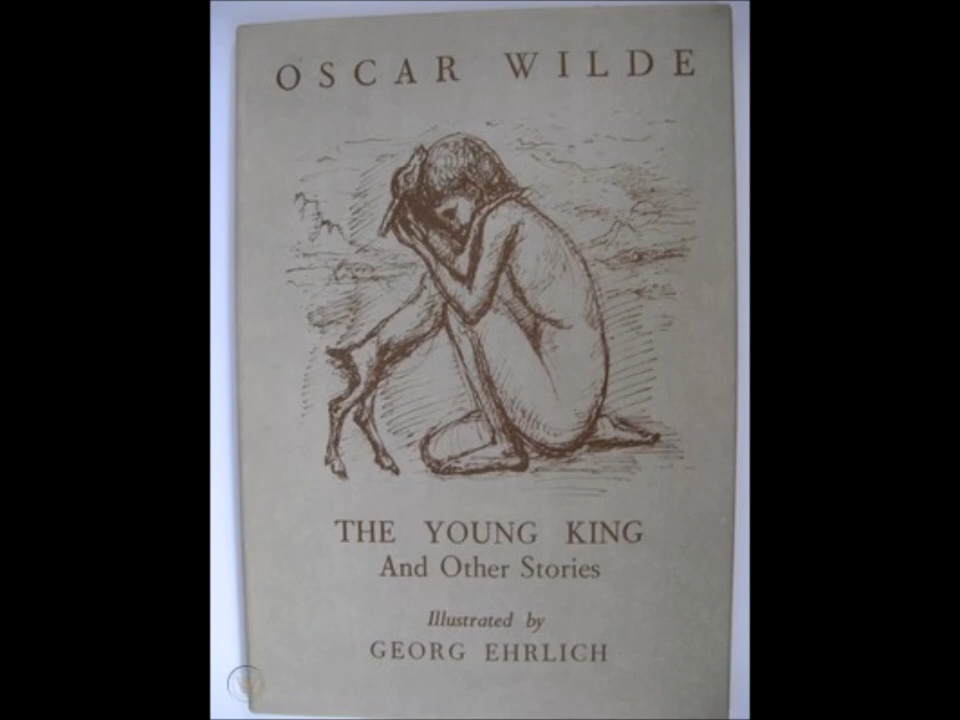 OSCAR WILDE
THE YOUNG KING
And Other Stories
Illustrated by
GEORG EHRLICH